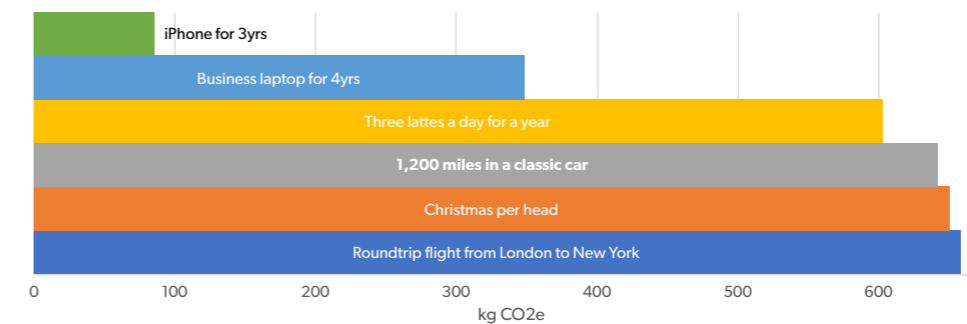 iPhone for 3yrs
Business laptop for 4yrs
Three lattes a day for a year
1,200 miles in a classic car
Christmas per head
Roundtrip flight from London to New York
0 100 200 300 400 500 600
kg CO2e